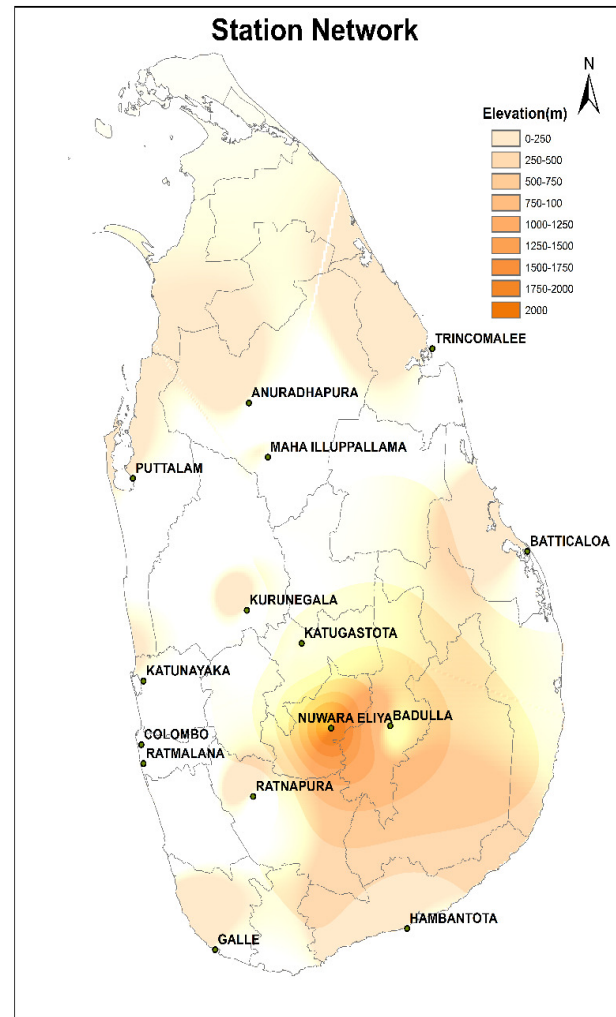 Station Network
N
Elevation(m)
0-250
250-500
500-750
750-100
1000-1250
1250-1500
1500-1750
1750-2000
2000
TRINCOMALEE
ANURADHAPURA
MAHA ILLUPPALLAMA
PUTTALAM
BATTICALOA
KURUNEGALA
KATUGASTOTA
KATUNAYAKA
NUWARA ELIYA
BADULLA
COLOMBO
RATMALANA
RATNAPURA
HAMBANTOTA
GALLE